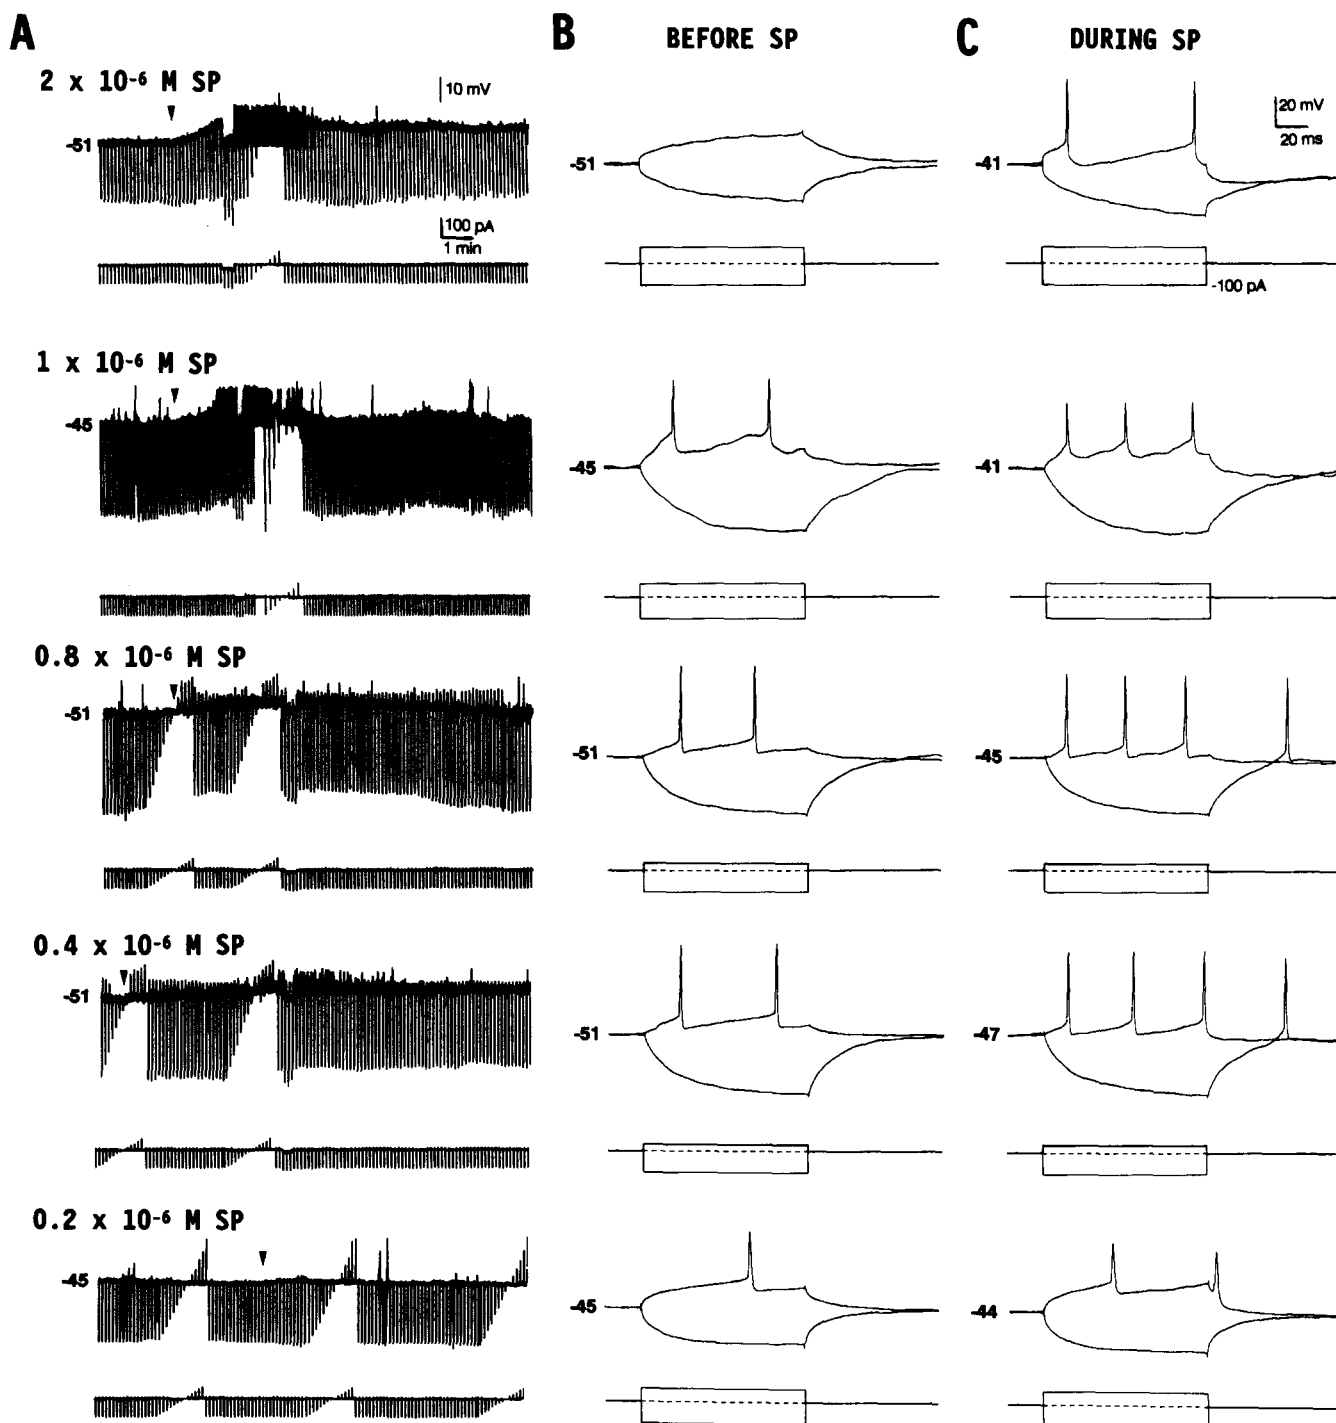 A
B BEFORE SP
C DURING SP
2 x 10-6 M SP
10 mV
-51
100 pA
1 min
-51
-41
20 mV
20 ms
-100 pA
1 x 10-6 M SP
-45
-45
-41
0.8 x 10-6 M SP
-51
-51
-45
0.4 x 10-6 M SP
-51
-51
-47
0.2 x 10-6 M SP
-45
-45
-44